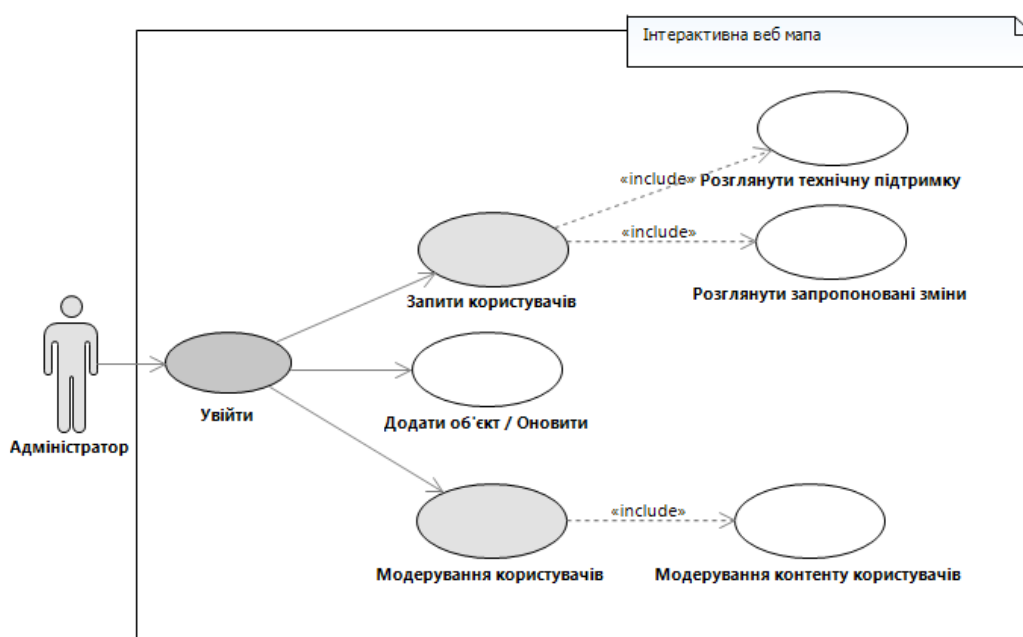 Інтерактивна веб мапа
«include»
Розглянути технічну підтримку
«include»
Розглянути запропоновані зміни
Запити користувачів
Увійти
Додати об'єкт / Оновити
Адміністратор
«include»
Модерування користувачів
Модерування контенту користувачів